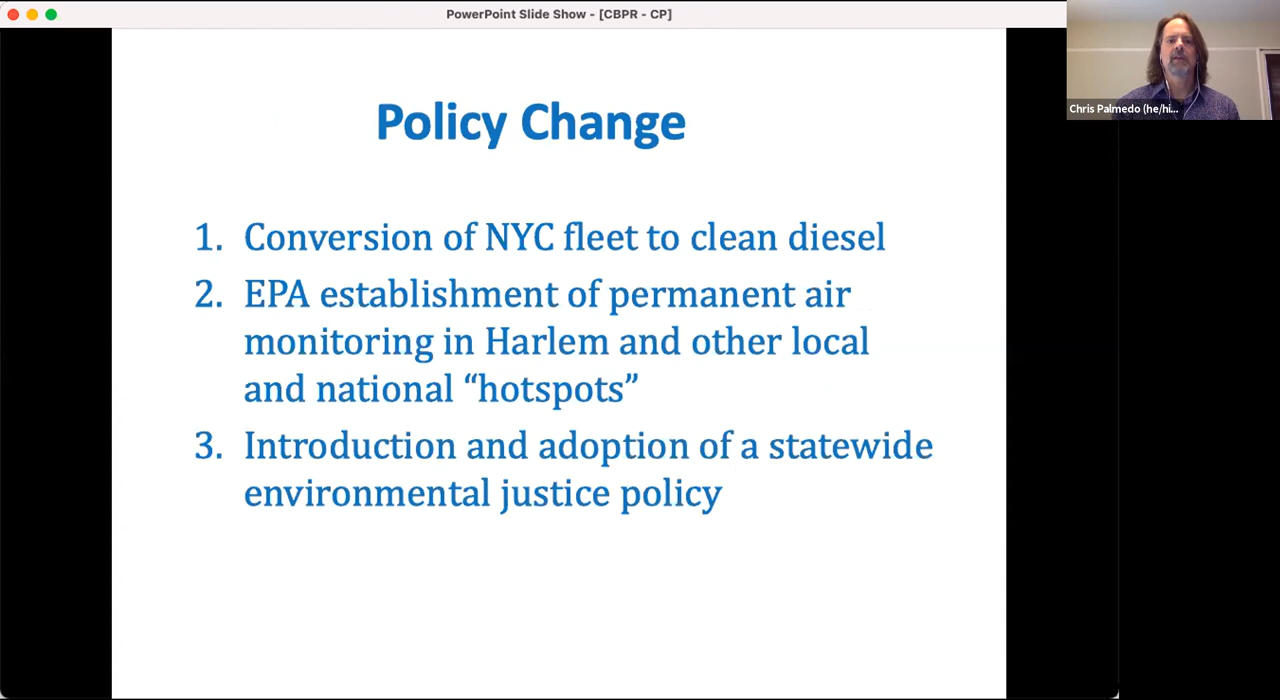 PowerPoint Slide Show - [CBPR - CP]
Chris Palmedo (he/hi...
Policy Change
1. Conversion of NYC fleet to clean diesel
2. EPA establishment of permanent air
monitoring in Harlem and other local
and national “hotspots”
3. Introduction and adoption of a statewide
environmental justice policy